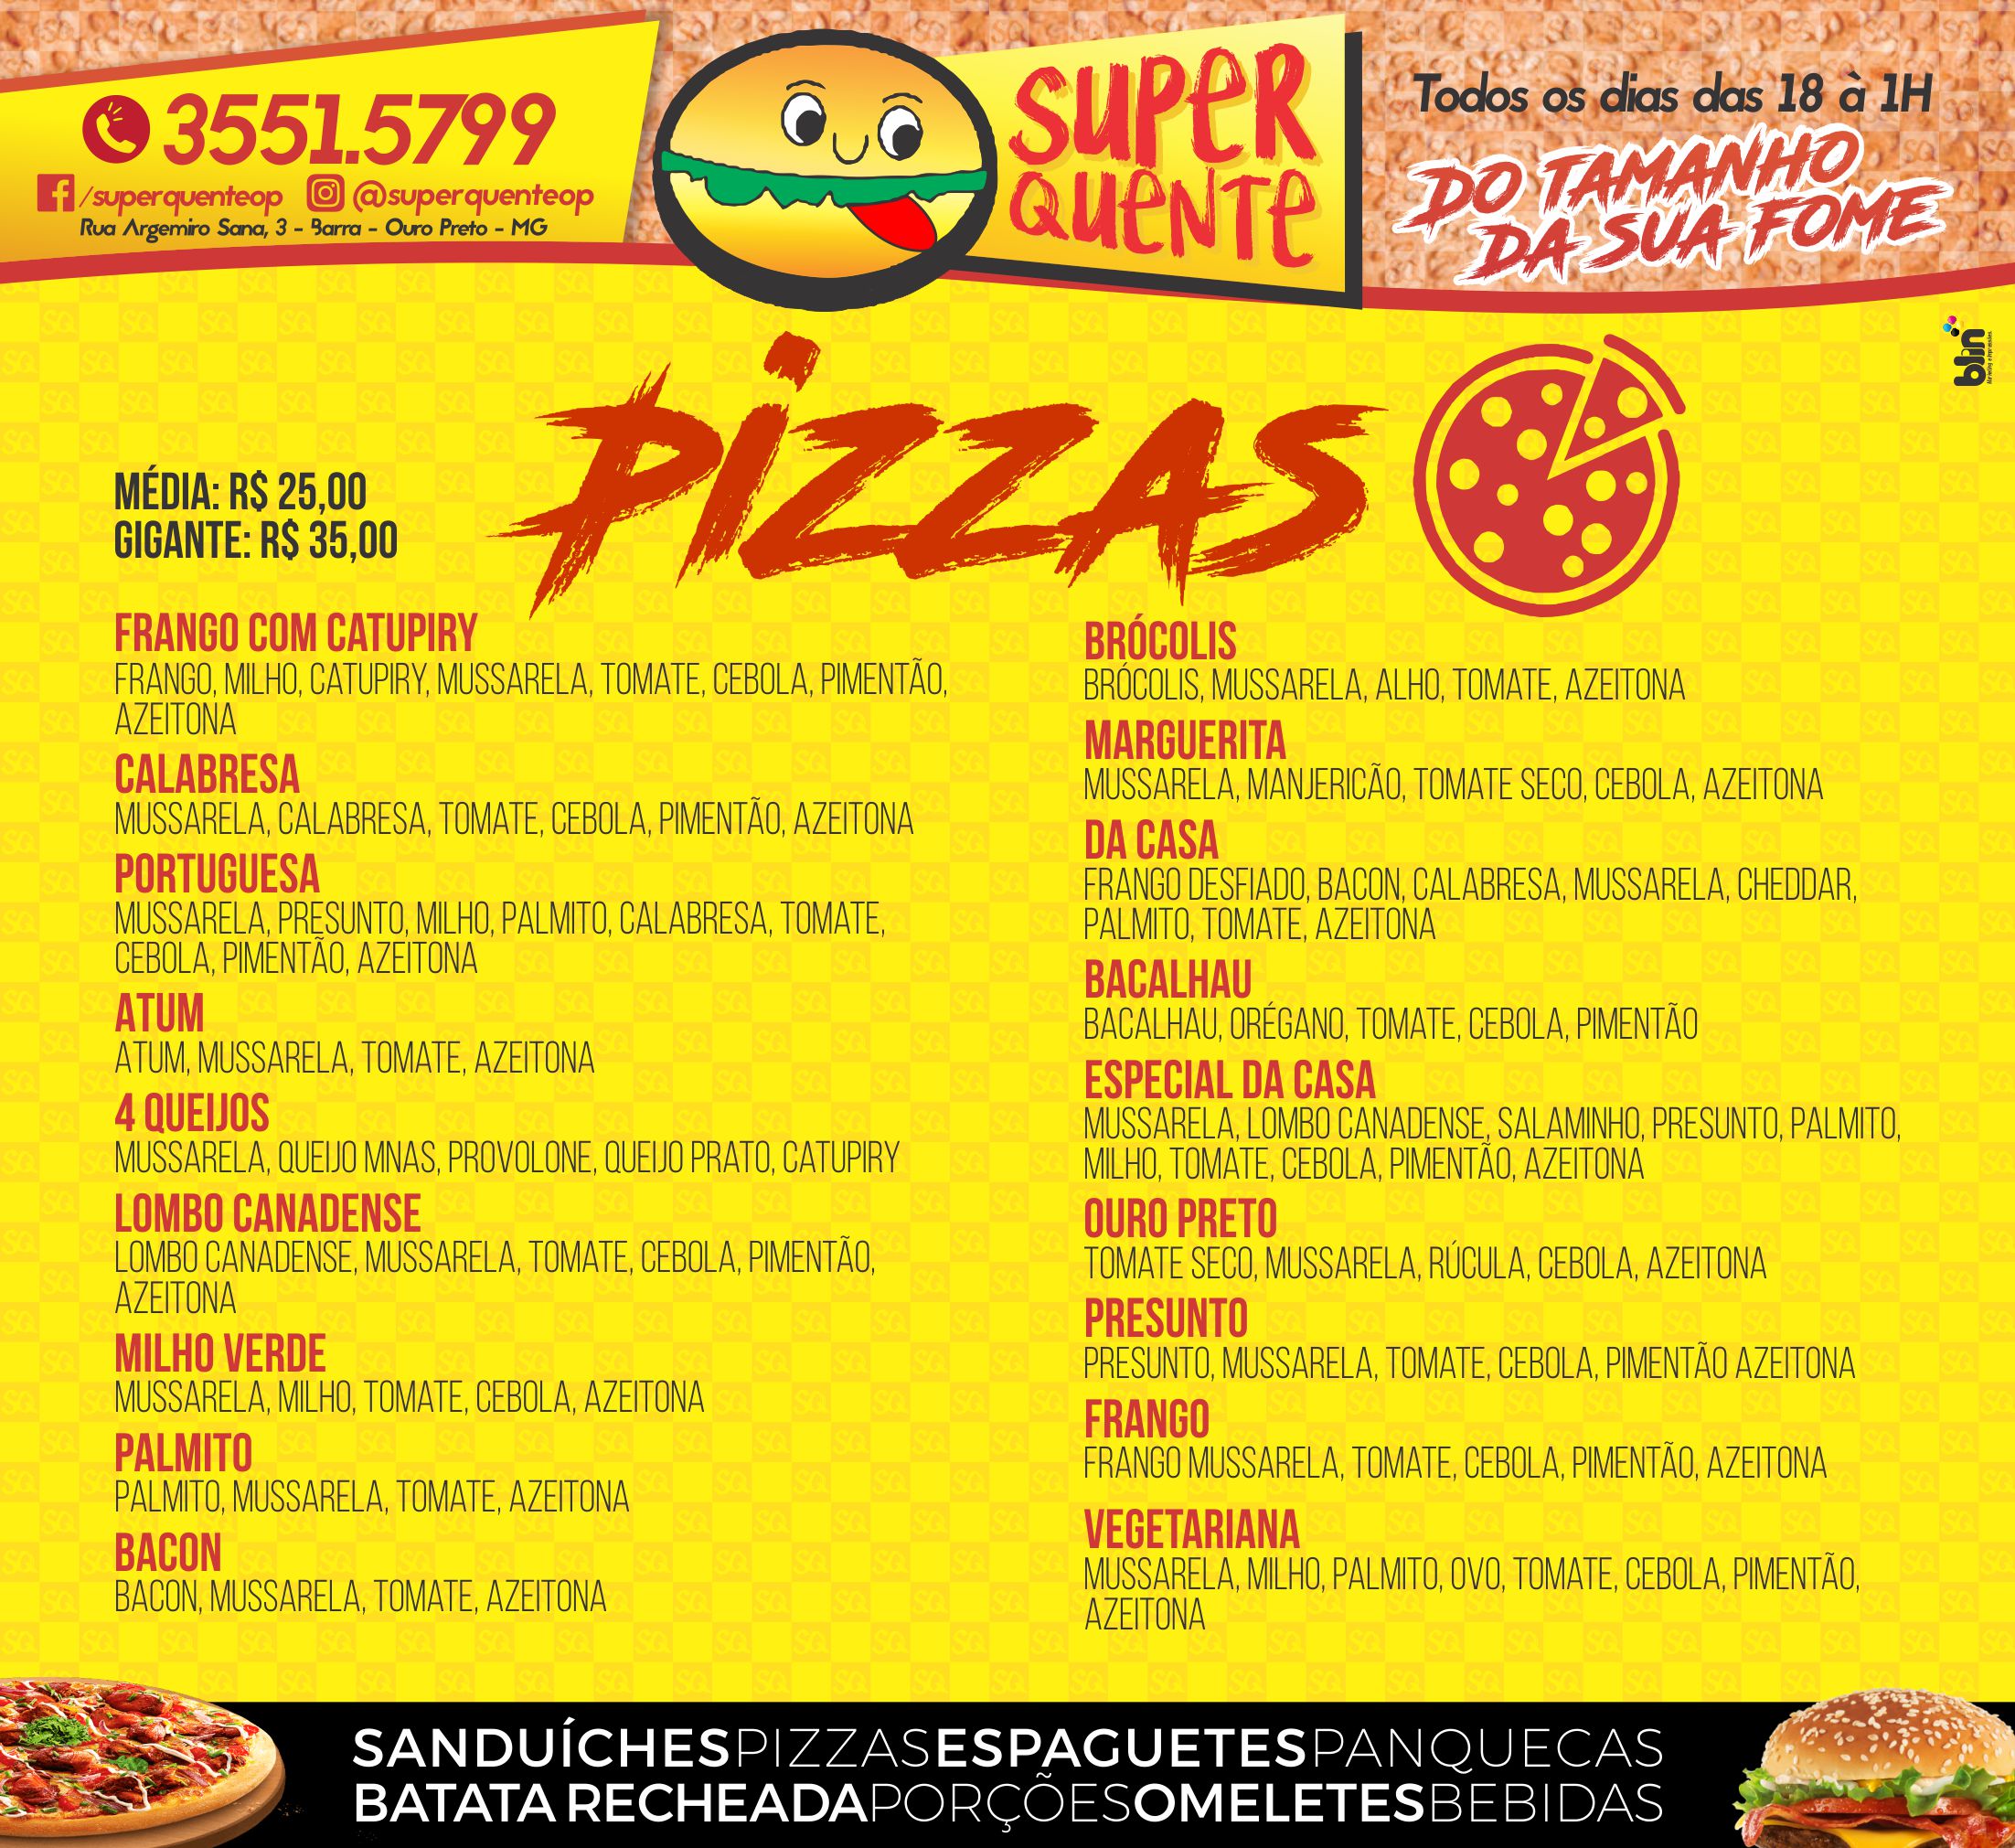 3551.5799
/superquenteop @superquenteop
Rua Argemiro Sana, 3 - Barra - Ouro Preto - MG
SUPER
QUENTE
Todos os dias das 18 à 1H
DO TAMANHO
DA SUA FOME
blin
PIZZAS
MÉDIA: R$ 25,00
GIGANTE: R$ 35,00
FRANGO COM CATUPIRY
FRANGO, MILHO, CATUPIRY, MUSSARELA, TOMATE, CEBOLA, PIMENTÃO,
AZEITONA
CALABRESA
MUSSARELA, CALABRESA, TOMATE, CEBOLA, PIMENTÃO, AZEITONA
PORTUGUESA
MUSSARELA, PRESUNTO, MILHO, PALMITO, CALABRESA, TOMATE,
CEBOLA, PIMENTÃO, AZEITONA
ATUM
ATUM, MUSSARELA, TOMATE, AZEITONA
4 QUEIJOS
MUSSARELA, QUEIJO MNAS, PROVOLONE, QUEIJO PRATO, CATUPIRY
LOMBO CANADENSE
LOMBO CANADENSE, MUSSARELA, TOMATE, CEBOLA, PIMENTÃO,
AZEITONA
MILHO VERDE
MUSSARELA, MILHO, TOMATE, CEBOLA, AZEITONA
PALMITO
PALMITO, MUSSARELA, TOMATE, AZEITONA
BACON
BACON, MUSSARELA, TOMATE, AZEITONA
BRÓCOLIS
BRÓCOLIS, MUSSARELA, ALHO, TOMATE, AZEITONA
MARGUERITA
MUSSARELA, MANJERICÃO, TOMATE SECO, CEBOLA, AZEITONA
DA CASA
FRANGO DESFIADO, BACON, CALABRESA, MUSSARELA, CHEDDAR,
PALMITO, TOMATE, AZEITONA
BACALHAU
BACALHAU, ORÉGANO, TOMATE, CEBOLA, PIMENTÃO
ESPECIAL DA CASA
MUSSARELA, LOMBO CANADENSE, SALAMINHO, PRESUNTO, PALMITO,
MILHO, TOMATE, CEBOLA, PIMENTÃO, AZEITONA
OURO PRETO
TOMATE SECO, MUSSARELA, RÚCULA, CEBOLA, AZEITONA
PRESUNTO
PRESUNTO, MUSSARELA, TOMATE, CEBOLA, PIMENTÃO AZEITONA
FRANGO
FRANGO MUSSARELA, TOMATE, CEBOLA, PIMENTÃO, AZEITONA
VEGETARIANA
MUSSARELA, MILHO, PALMITO, OVO, TOMATE, CEBOLA, PIMENTÃO,
AZEITONA
SANDUÍCHESPIZZASESPAGUETESPANQUECAS
BATATA RECHEADAPORÇÕESOMELETESBEBIDAS